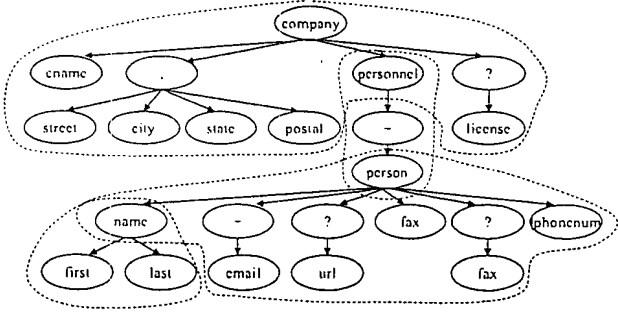 company
cname , personnel ?
street city state postal ~ license
person
name ~ ? fax ? phonenum
first last email url fax